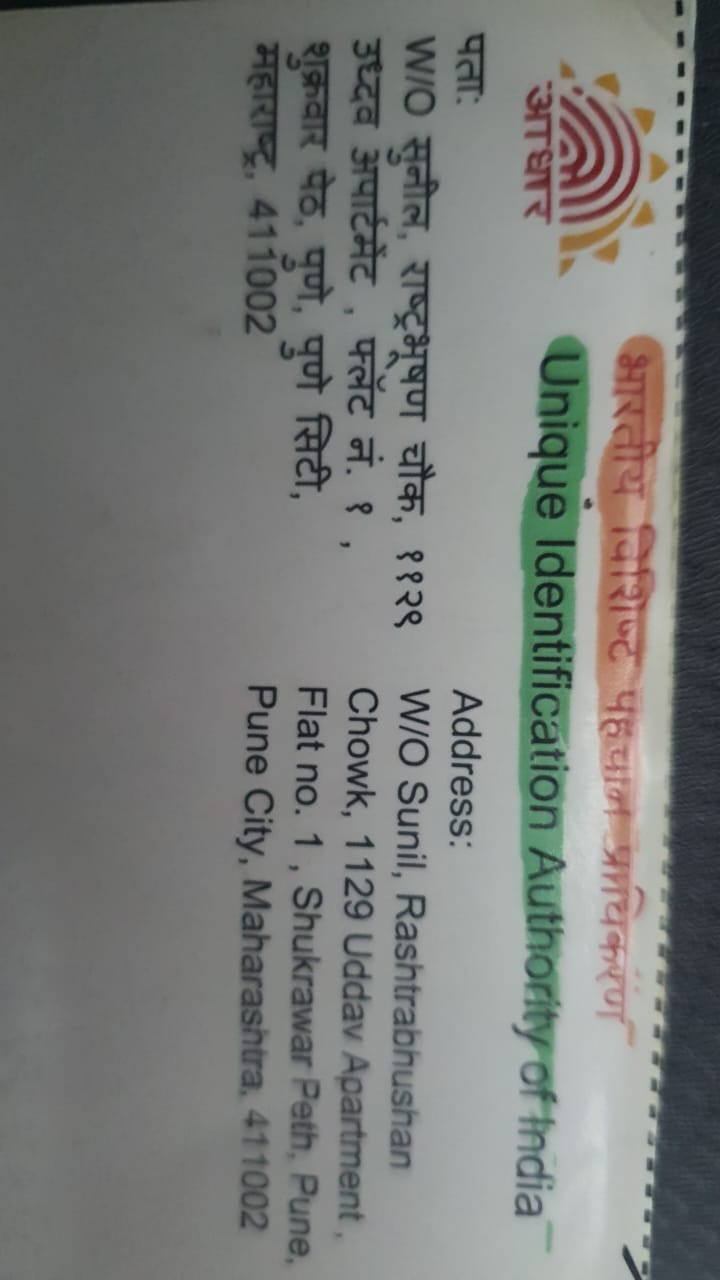 भारतीय विशिष्ट पहचान प्राधिकरण
Unique Identification Authority of India
आधार
पता:
W/O सुनील, राष्ट्रभूषण चौक, ११२९
उध्दव अपार्टमेंट , फ्लॅट नं. १ ,
शुक्रवार पेठ, पुणे, पुणे सिटी,
महाराष्ट्र, 411002
Address:
W/O Sunil, Rashtrabhushan
Chowk, 1129 Uddav Apartment ,
Flat no. 1 , Shukrawar Peth, Pune,
Pune City, Maharashtra, 411002